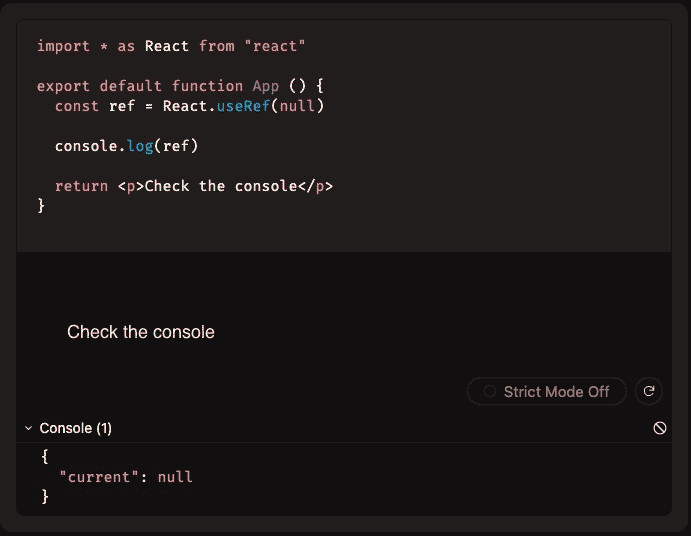 import * as React from "react"
export default function App () {
const ref = React.useRef(null)
console.log(ref)
return <p>Check the console</p>
}
Check the console
Strict Mode Off
Console (1)
{
"current": null
}